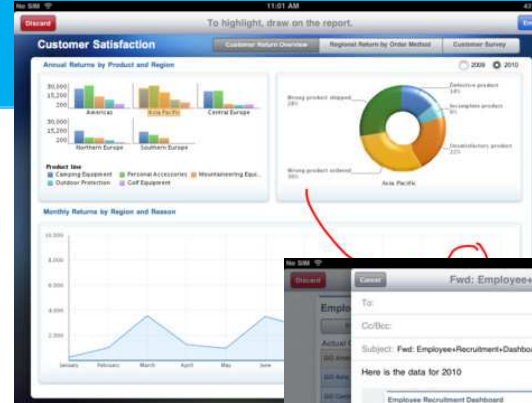 No SIM 11:01 AM
Discard To highlight, draw on the report.
Customer Satisfaction Customer Return Overview Regional Return by Order Method Customer Survey
Annual Returns by Product and Region 2009 2010
30,000
15,200
200
Americas Asia Pacific Central Europe
30,000
15,200
200
Northern Europe Southern Europe
Product line
Camping Equipment Personal Accessories Mountaineering Equi...
Outdoor Protection Golf Equipment
Wrong product shipped
28%
Defective product
Incomplete product
Unsatisfactory product
22%
Wrong product ordered
Asia Pacific
Monthly Returns by Region and Reason
10,000
8,000
6,000
4,000
2,000
January February March April May June
No SIM
Discard Cancel Fwd: Employee+
To:
Cc/Bcc:
Subject: Fwd: Employee+Recruitment+Dashbo
Here is the data for 2010
Employee Recruitment Dashboard